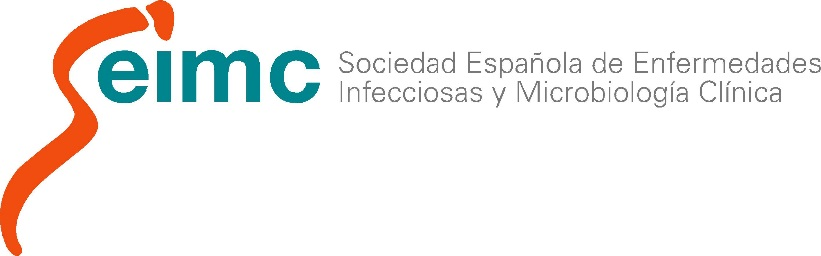 Seimc
Sociedad Española de Enfermedades
Infecciosas y Microbiología Clínica